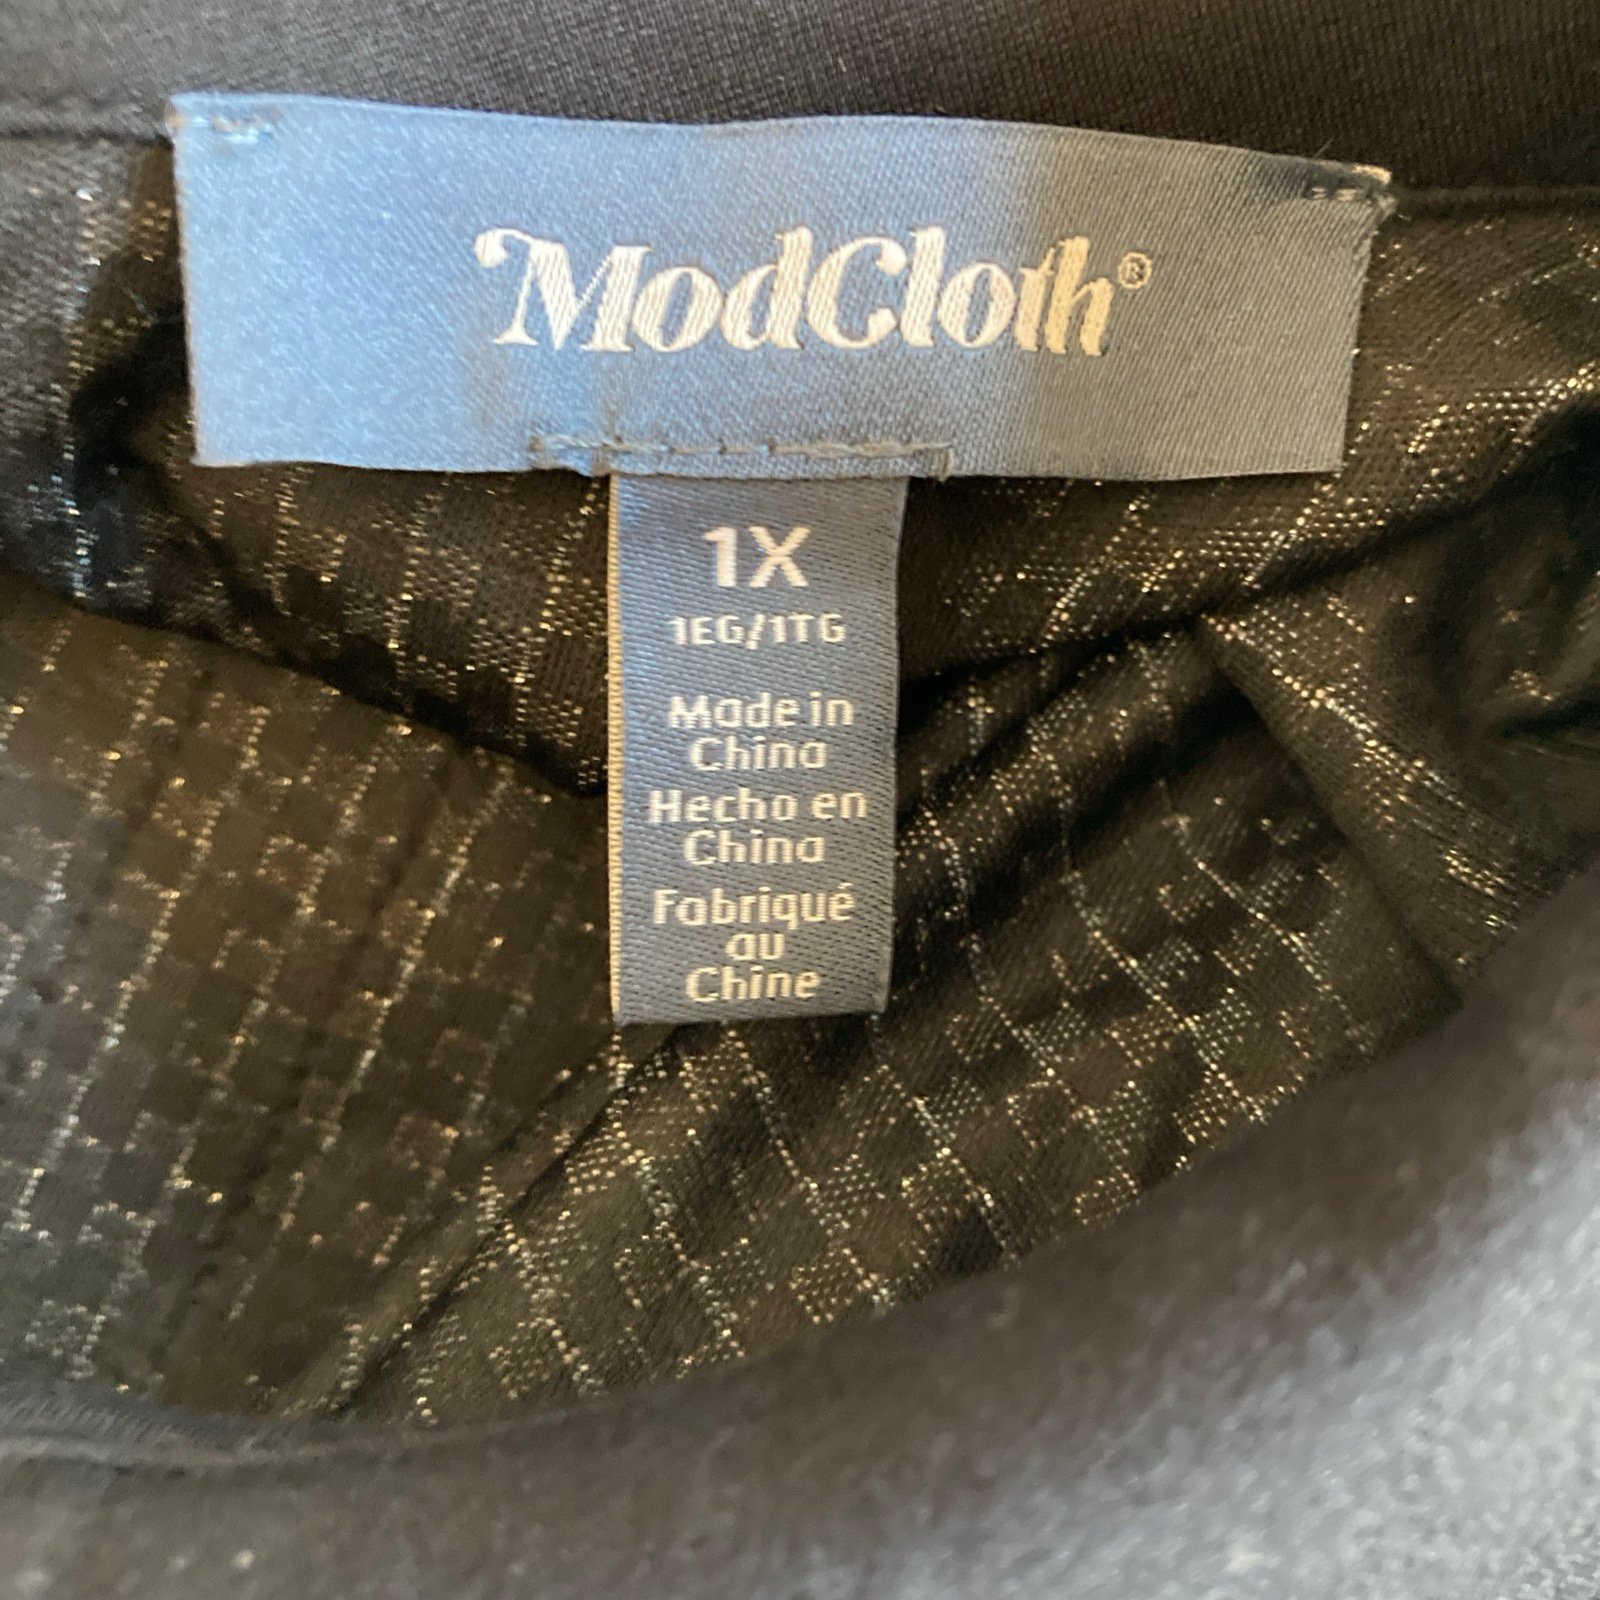 ModCloth®
1X
1EG/1TG
Made in
China
Hecho en
China
Fabriqué
au
Chine